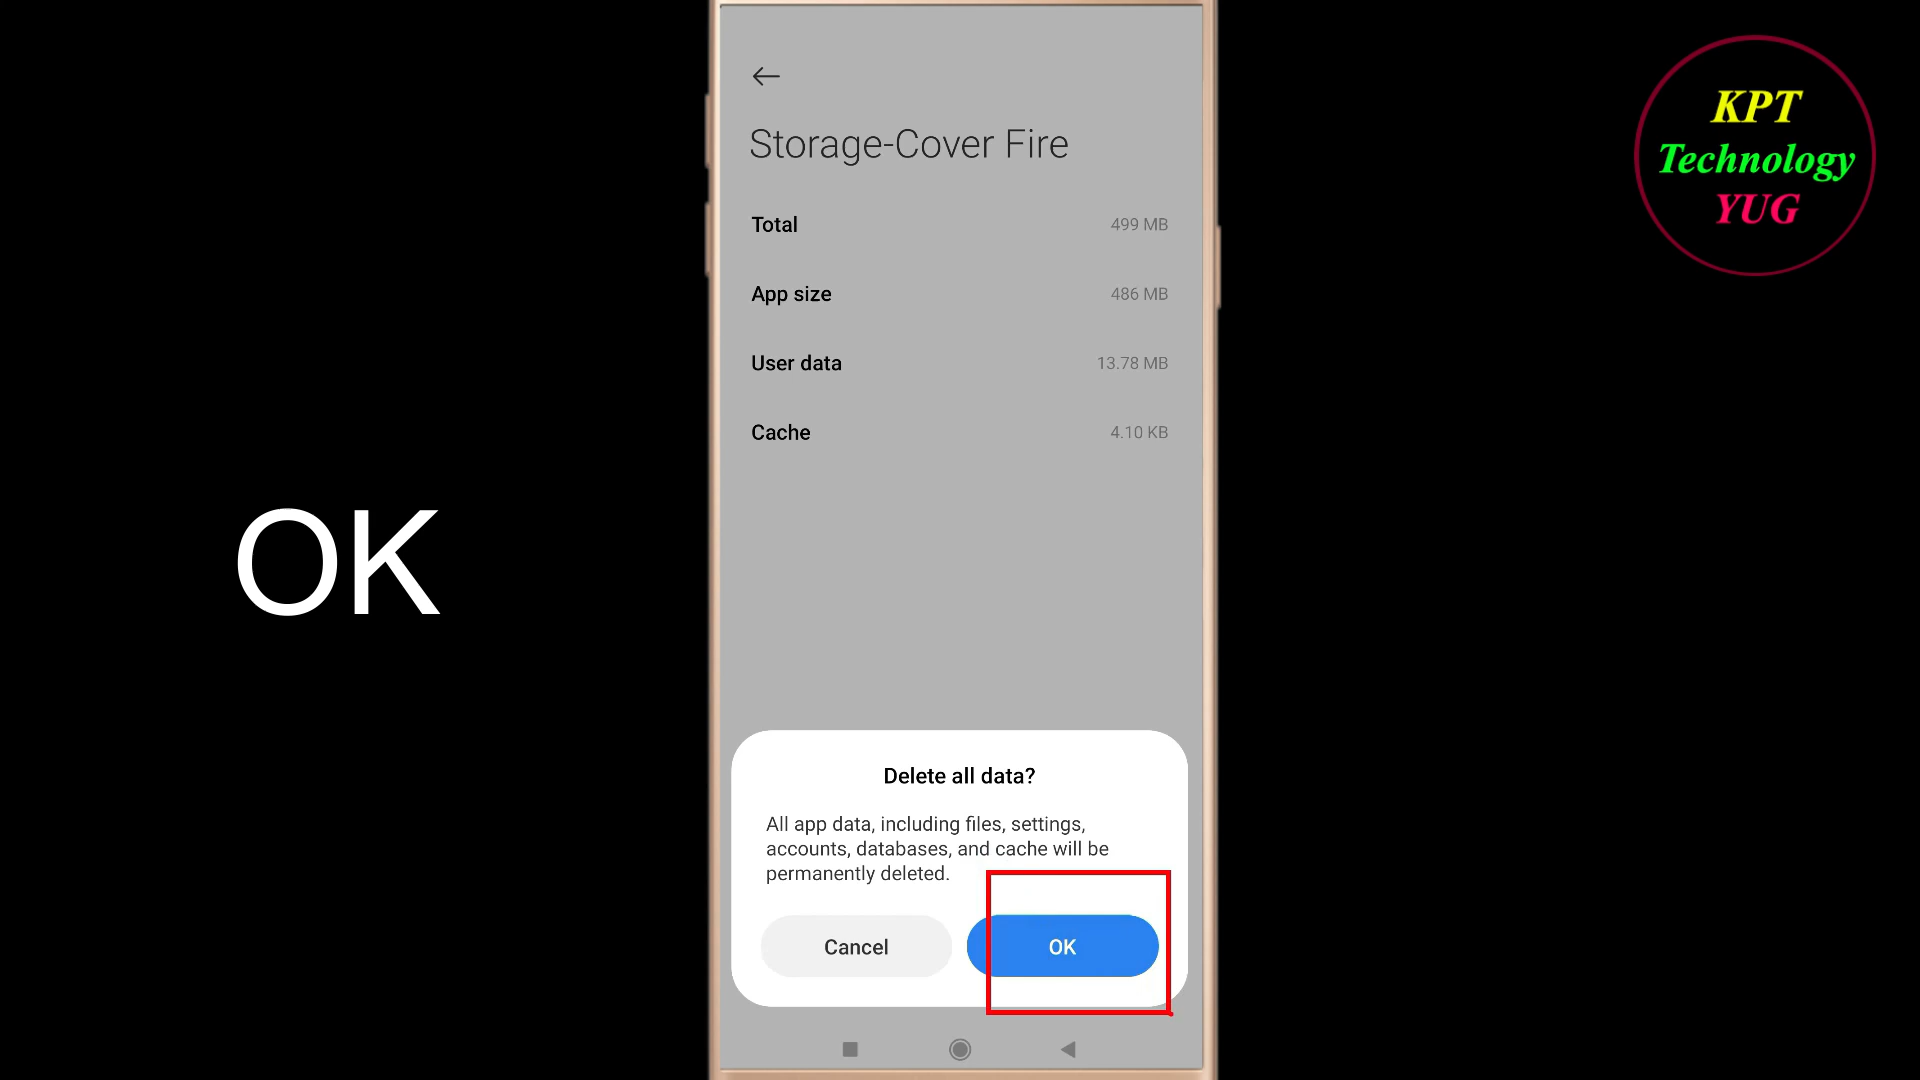 KPT
Technology
YUG
Storage-Cover Fire
Total 499 MB
App size 486 MB
User data 13.78 MB
Cache 4.10 KB
OK
Delete all data?
All app data, including files, settings,
accounts, databases, and cache will be
permanently deleted.
Cancel OK